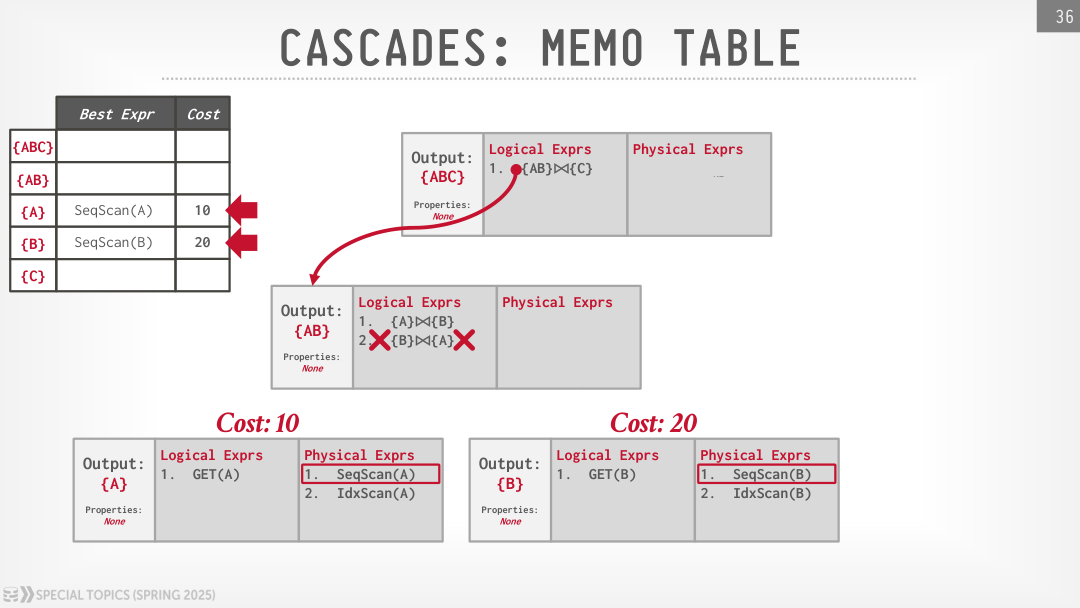 36
CASCADES: MEMO TABLE
Best Expr Cost
{ABC}
{AB}
{A} SeqScan(A) 10
{B} SeqScan(B) 20
{C}
Output:
{ABC}
Properties:
None
Logical Exprs
1. {AB}⋈{C}
Physical Exprs
Output:
{AB}
Properties:
None
Logical Exprs
1. {A}⋈{B}
2. {B}⋈{A}
Physical Exprs
Cost: 10
Output:
{A}
Properties:
None
Logical Exprs
1. GET(A)
Physical Exprs
1. SeqScan(A)
2. IdxScan(A)
Cost: 20
Output:
{B}
Properties:
None
Logical Exprs
1. GET(B)
Physical Exprs
1. SeqScan(B)
2. IdxScan(B)
SPECIAL TOPICS (SPRING 2025)